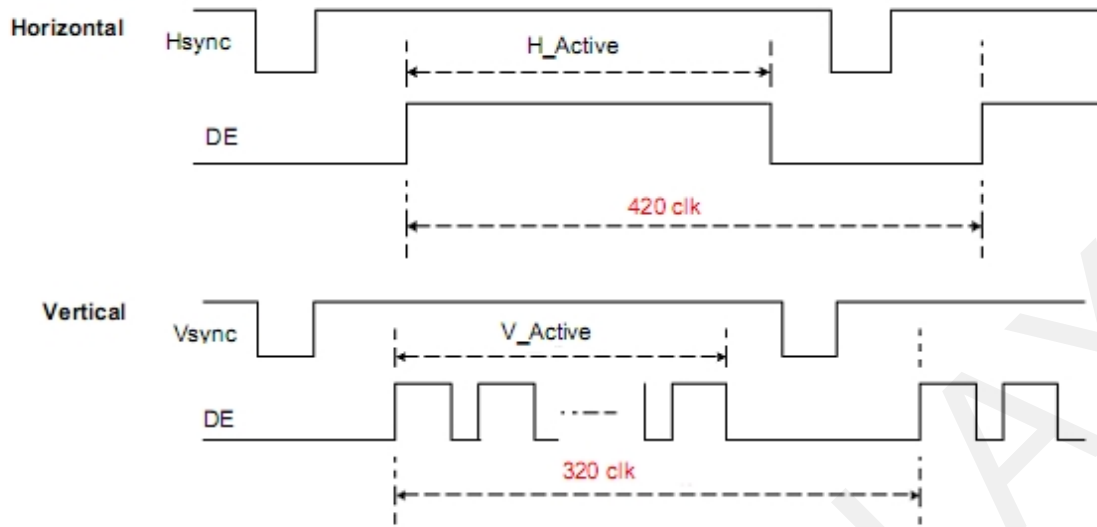 Horizontal
Hsync
H_Active
DE
420 clk
Vertical
Vsync
V_Active
DE
320 clk